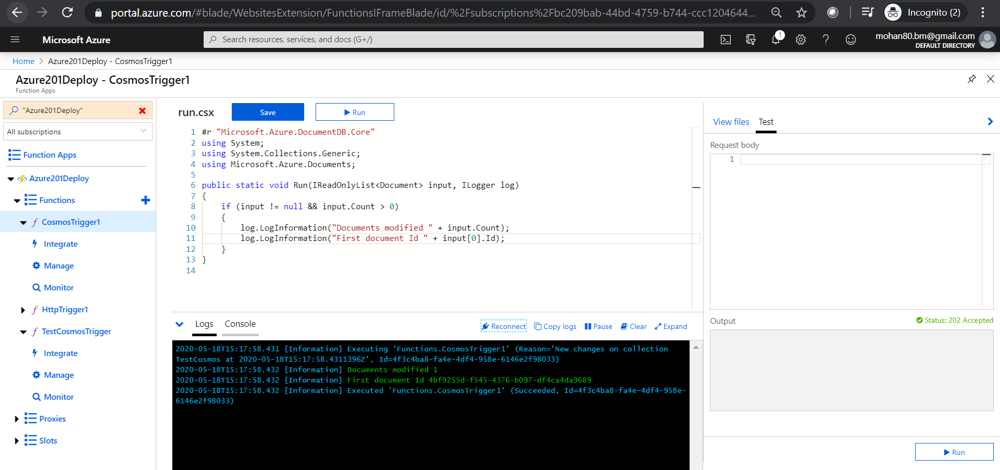 portal.azure.com/#blade/WebsitesExtension/FunctionsIFrameBlade/id/%2Fsubscriptions%2Fbc209bab-44bd-4759-b744-ccc1204644...
Incognito (2)
Microsoft Azure
Search resources, services, and docs (G+/)
1
mohan80.bm@gmail.com
DEFAULT DIRECTORY
Home > Azure201Deploy - CosmosTrigger1
Azure201Deploy - CosmosTrigger1
Function Apps
"Azure201Deploy"
All subscriptions
Function Apps
Azure201Deploy
Functions
CosmosTrigger1
Integrate
Manage
Monitor
HttpTrigger1
TestCosmosTrigger
Integrate
Manage
Monitor
Proxies
Slots
run.csx
Save
Run
1 #r "Microsoft.Azure.DocumentDB.Core"
2 using System;
3 using System.Collections.Generic;
4 using Microsoft.Azure.Documents;
5
6 public static void Run(IReadOnlyList<Document> input, ILogger log)
7 {
8 if (input != null && input.Count > 0)
9 {
10 log.LogInformation("Documents modified " + input.Count);
11 log.LogInformation("First document Id " + input[0].Id);
12 }
13 }
14
Logs
Console
Reconnect
Copy logs
Pause
Clear
Expand
2020-05-18T15:17:58.431 [Information] Executing 'Functions.CosmosTrigger1' (Reason='New changes on collection
TestCosmos at 2020-05-18T15:17:58.4311396Z', Id=4f3c4ba8-fa4e-4df4-958e-6146e2f98033)
2020-05-18T15:17:58.432 [Information] Documents modified 1
2020-05-18T15:17:58.432 [Information] First document Id 4bf9255d-f545-4376-b097-df4ca4da9689
2020-05-18T15:17:58.432 [Information] Executed 'Functions.CosmosTrigger1' (Succeeded, Id=4f3c4ba8-fa4e-4df4-958e-
6146e2f98033)
View files
Test
Request body
1
Output
Status: 202 Accepted
Run